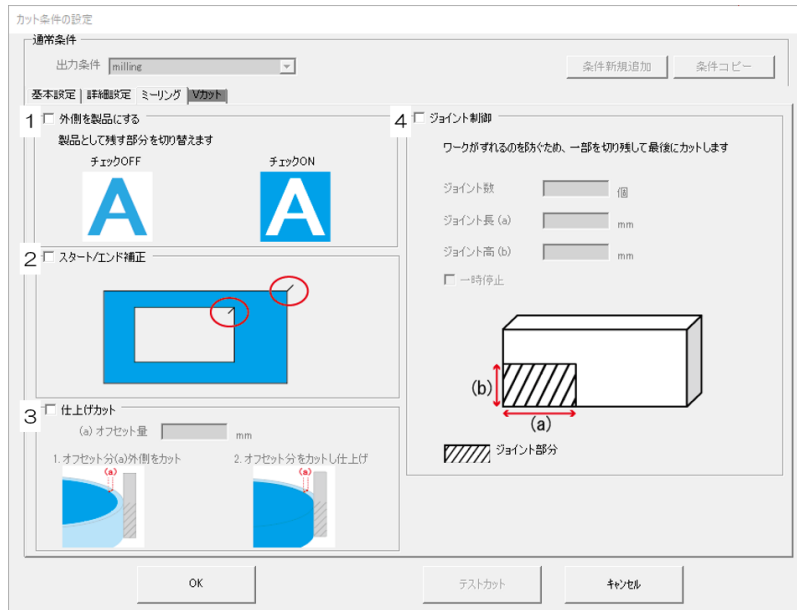 カット条件の設定
通常条件
出力条件 milling
条件新規追加 条件コピー
基本設定 詳細設定 ミーリング Vカット
1 外側を製品にする
製品として残す部分を切り替えます
チェックOFF チェックON
A A
2 スタート/エンド補正
3 仕上げカット
(a) オフセット量 mm
1. オフセット分(a)外側をカット 2. オフセット分をカットし仕上げ
(a) (a)
4 ジョイント制御
ワークがずれるのを防ぐため、一部を切り残して最後にカットします
ジョイント数 個
ジョイント長 (a) mm
ジョイント高 (b) mm
一時停止
(b)
(a)
ジョイント部分
OK テストカット キャンセル